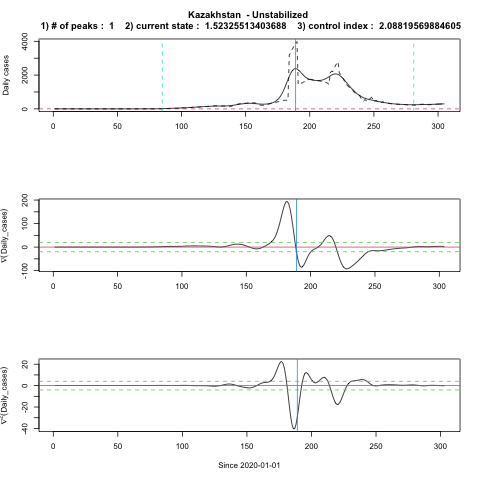 Kazakhstan - Unstabilized
1) # of peaks : 1 2) current state : 1.52325513403688 3) control index : 2.08819569884605
Daily cases
0 2000 4000
0 50 100 150 200 250 300
∇(Daily_cases)
-100 0 100 200
0 50 100 150 200 250 300
∇²(Daily_cases)
-40 -20 0 20
0 50 100 150 200 250 300
Since 2020-01-01